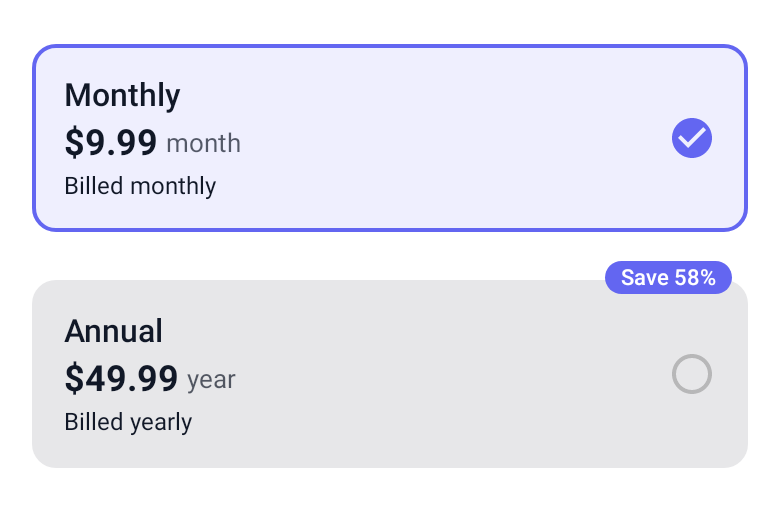 Monthly
$9.99 month
Billed monthly
Save 58%
Annual
$49.99 year
Billed yearly